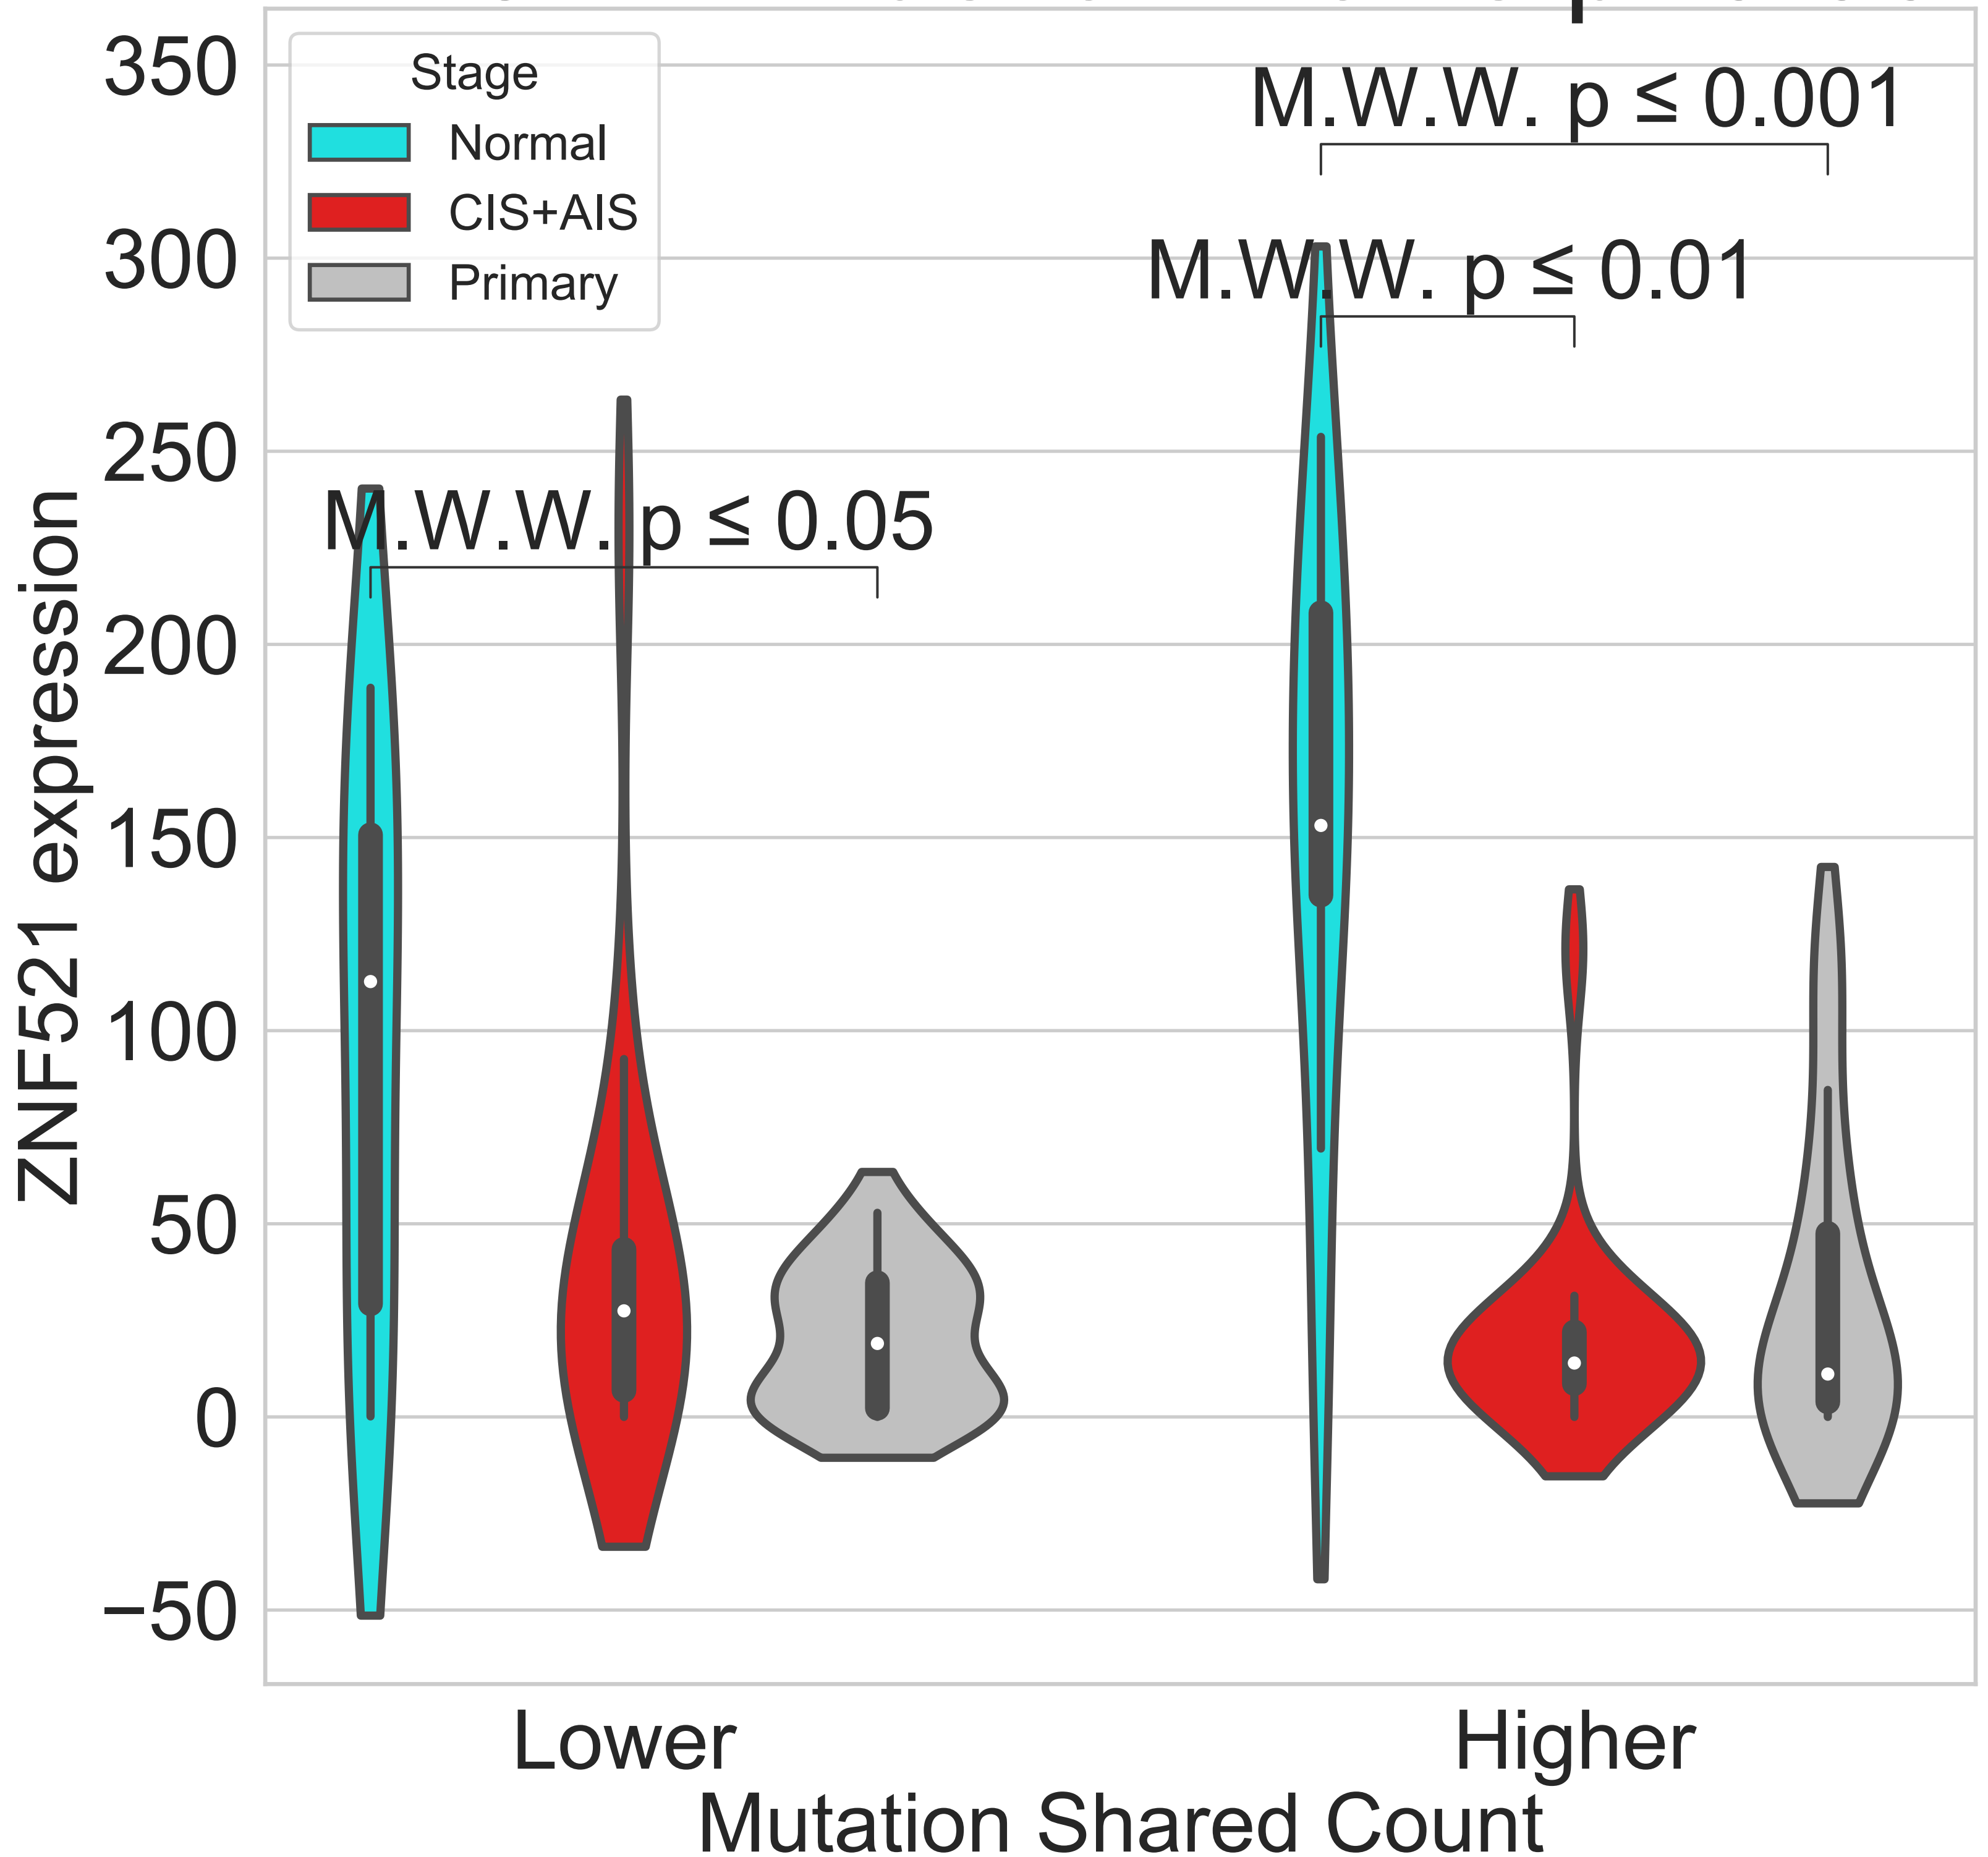 M.W.W. p ≤ 0.001
M.W.W. p ≤ 0.01
M.W.W. p ≤ 0.05
Stage
Normal
CIS+AIS
Primary
350
300
250
200
150
100
50
0
−50
ZNF521 expression
Lower
Higher
Mutation Shared Count